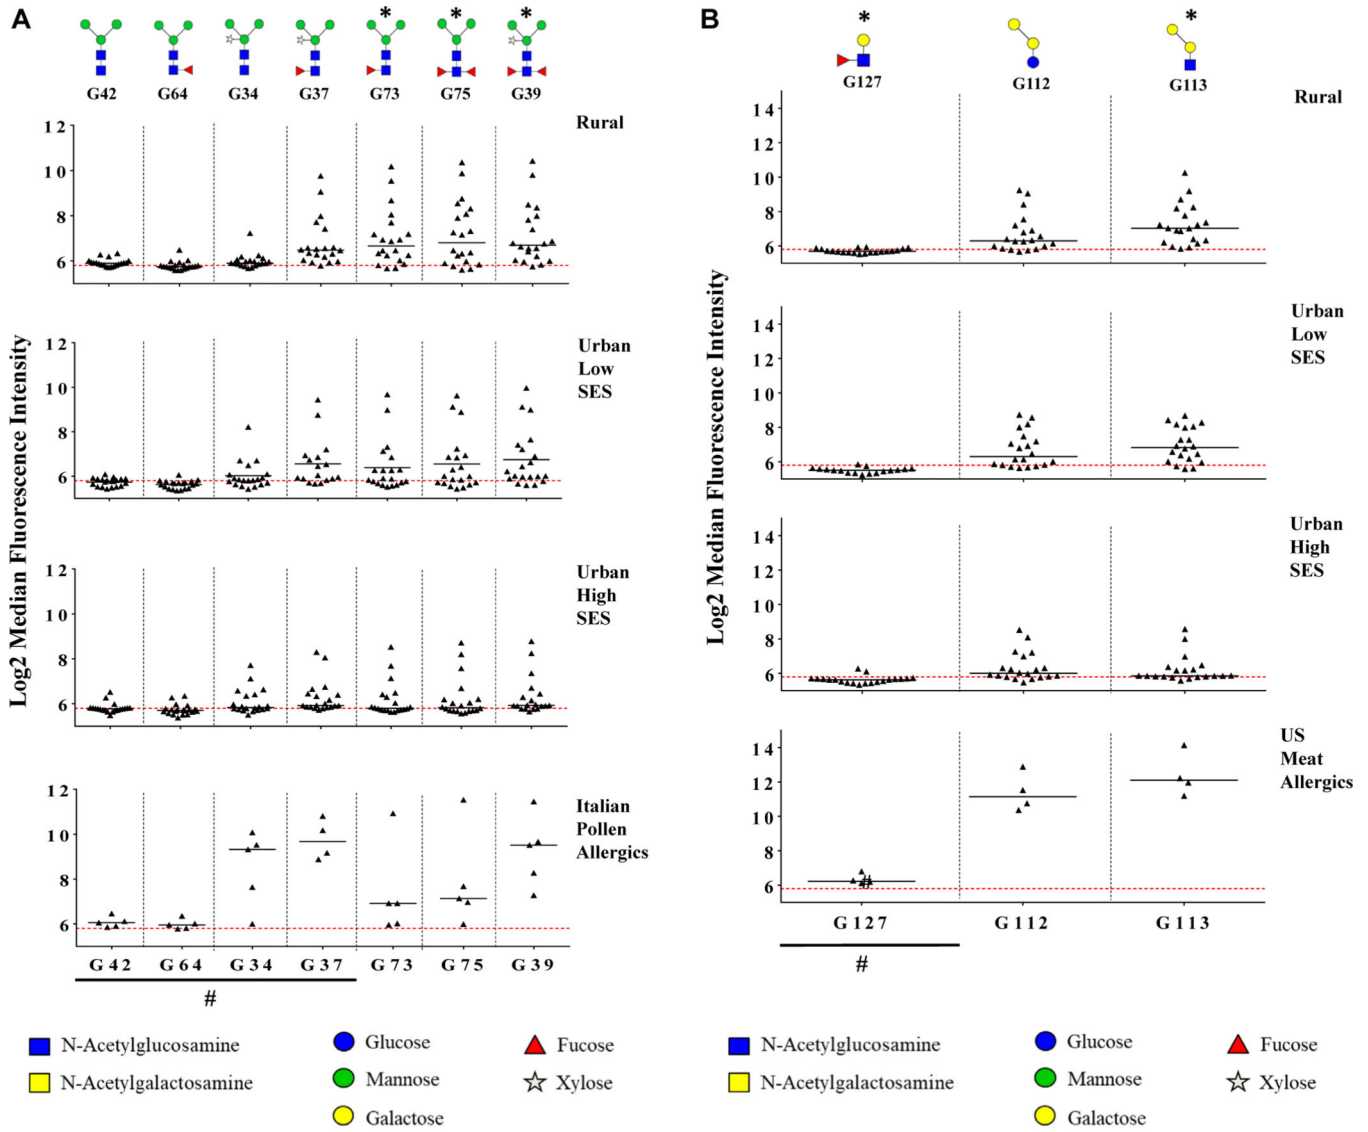 A
* * *
G42 G64 G34 G37 G73 G75 G39
12
10
8
6
Rural
12
10
8
6
Urban
Low
SES
12
10
8
6
Urban
High
SES
12
10
8
6
Italian
Pollen
Allergics
Log2 Median Fluorescence Intensity
G42 G64 G34 G37 G73 G75 G39
#
N-Acetylglucosamine Glucose Fucose
N-Acetylgalactosamine Mannose Xylose
Galactose
B
* *
G127 G112 G113
14
12
10
8
6
Rural
14
12
10
8
6
Urban
Low
SES
14
12
10
8
6
Urban
High
SES
14
12
10
8
6
US
Meat
Allergics
#
Log2 Median Fluorescence Intensity
G127 G112 G113
#
N-Acetylglucosamine Glucose Fucose
N-Acetylgalactosamine Mannose Xylose
Galactose